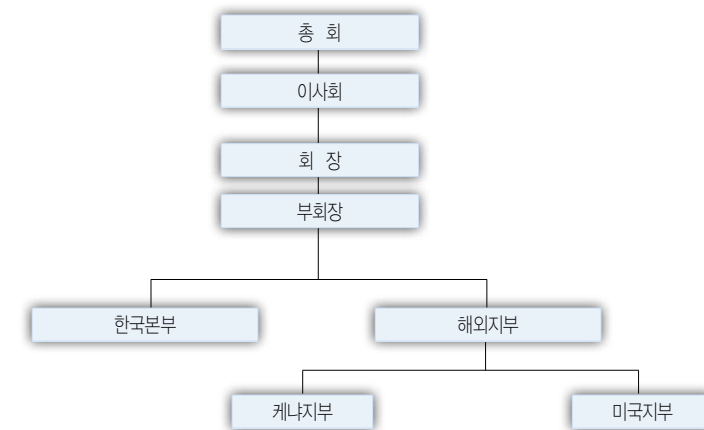 총 회
이사회
회 장
부회장
한국본부
해외지부
케냐지부
미국지부